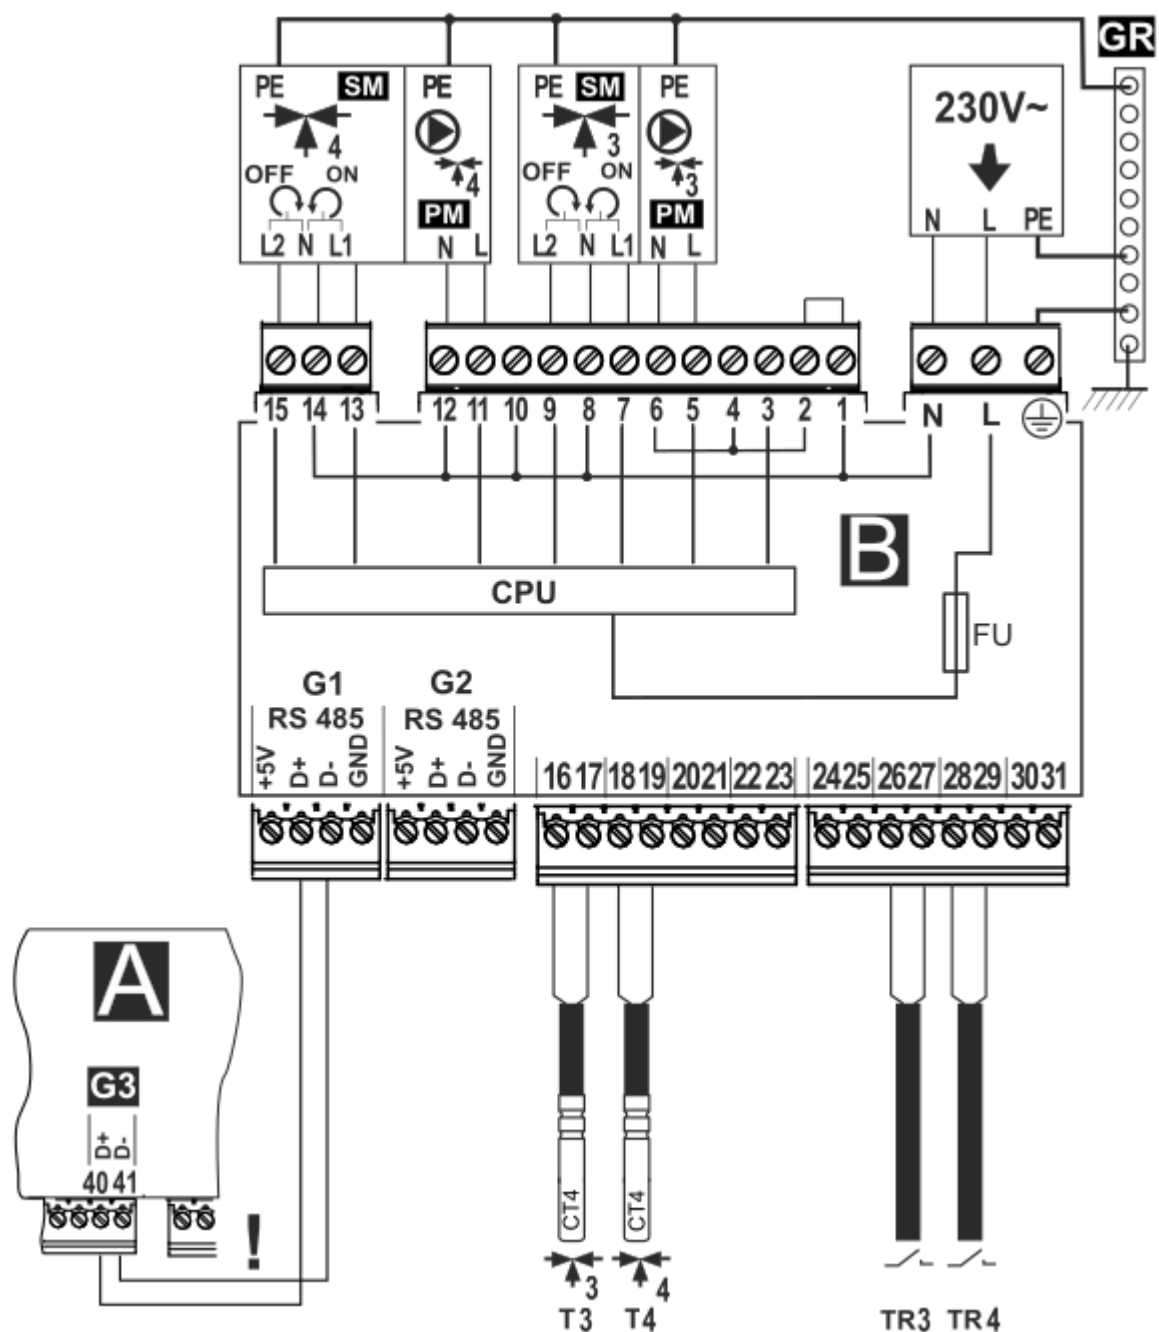 GR
PE SM PE PE SM PE
230V~
4 3
OFF ON 4 OFF ON 3
PM PM
L2 N L1 N L L2 N L1 N L N L PE
15 14 13 12 11 10 9 8 7 6 5 4 3 2 1 N L
B
CPU
FU
G1 G2
RS 485 RS 485
+5V D+ D- GND +5V D+ D- GND
16 17 18 19 20 21 22 23 24 25 26 27 28 29 30 31
A
G3
D+ D-
40 41
!
CT4 CT4
3 4
T3 T4 TR3 TR4